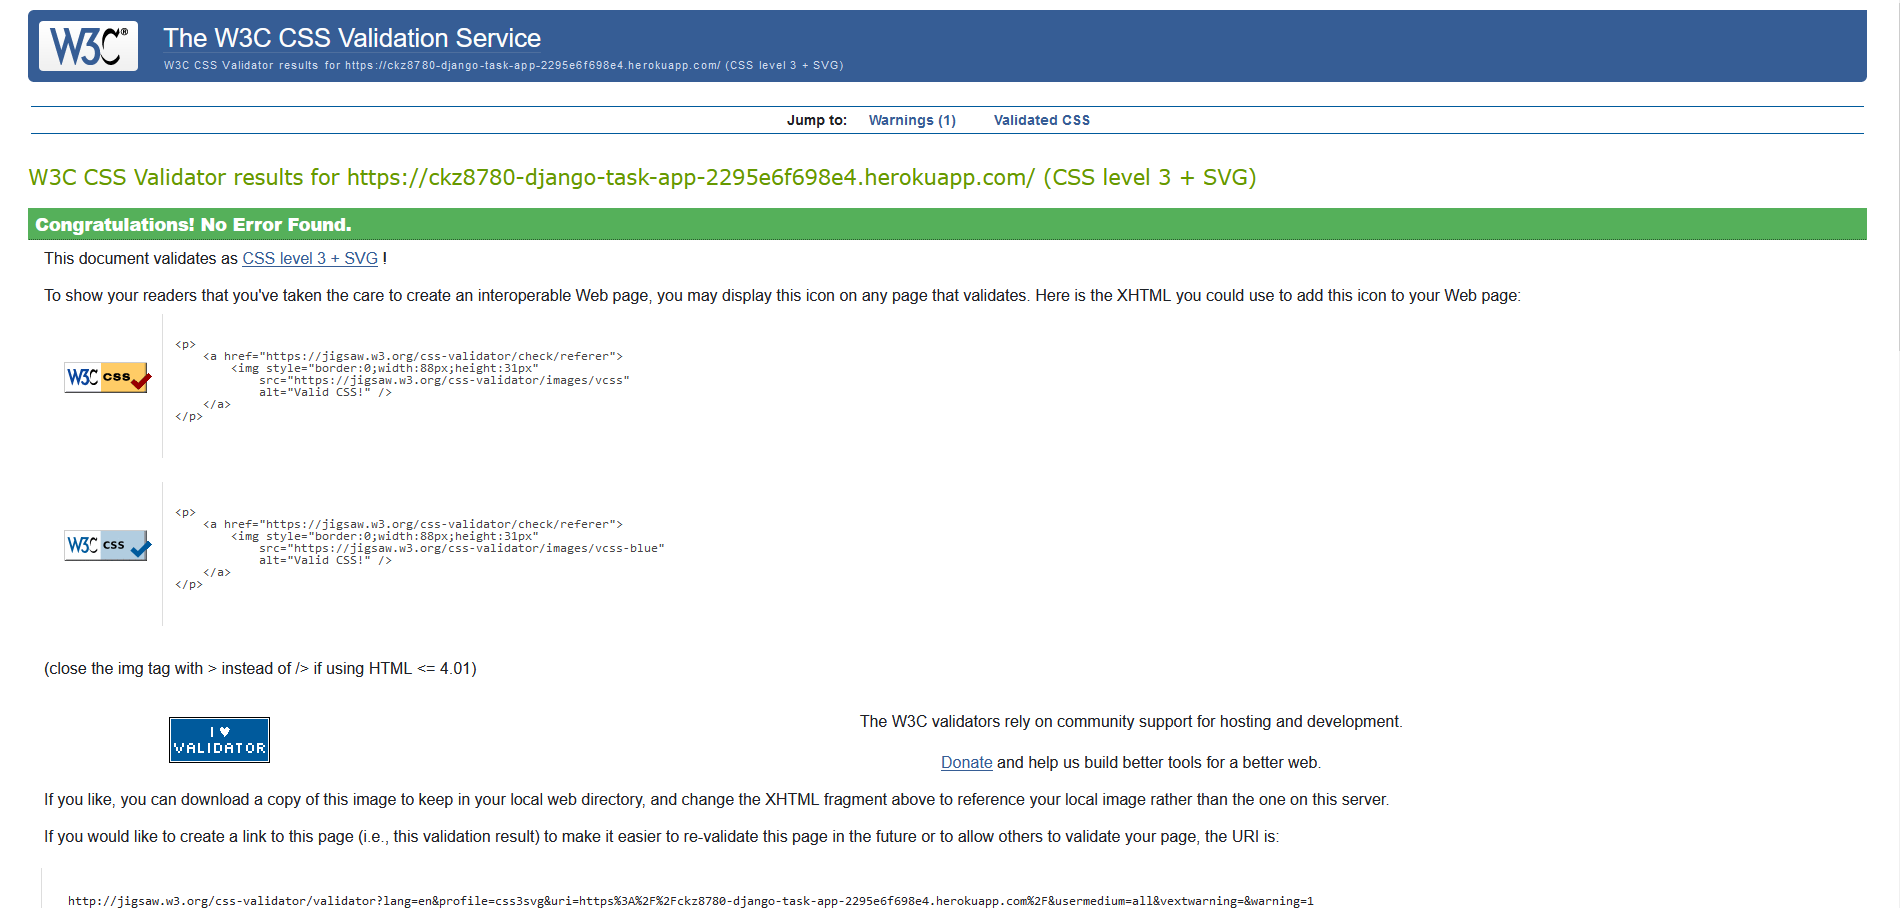 W3C®
The W3C CSS Validation Service
W3C CSS Validator results for https://ckz8780-django-task-app-2295e6f698e4.herokuapp.com/ (CSS level 3 + SVG)
Jump to: Warnings (1) Validated CSS
W3C CSS Validator results for https://ckz8780-django-task-app-2295e6f698e4.herokuapp.com/ (CSS level 3 + SVG)
Congratulations! No Error Found.
This document validates as CSS level 3 + SVG !
To show your readers that you've taken the care to create an interoperable Web page, you may display this icon on any page that validates. Here is the XHTML you could use to add this icon to your Web page:
W3C css
<p>
<a href="https://jigsaw.w3.org/css-validator/check/referer">
<img style="border:0;width:88px;height:31px"
src="https://jigsaw.w3.org/css-validator/images/vcss"
alt="Valid CSS!" />
</a>
</p>
W3C css
<p>
<a href="https://jigsaw.w3.org/css-validator/check/referer">
<img style="border:0;width:88px;height:31px"
src="https://jigsaw.w3.org/css-validator/images/vcss-blue"
alt="Valid CSS!" />
</a>
</p>
(close the img tag with > instead of /> if using HTML <= 4.01)
I ♥
VALIDATOR
The W3C validators rely on community support for hosting and development.
Donate and help us build better tools for a better web.
If you like, you can download a copy of this image to keep in your local web directory, and change the XHTML fragment above to reference your local image rather than the one on this server.
If you would like to create a link to this page (i.e., this validation result) to make it easier to re-validate this page in the future or to allow others to validate your page, the URI is:
http://jigsaw.w3.org/css-validator/validator?lang=en&profile=css3svg&uri=https%3A%2F%2Fckz8780-django-task-app-2295e6f698e4.herokuapp.com%2F&usermedium=all&vextwarning=&warning=1